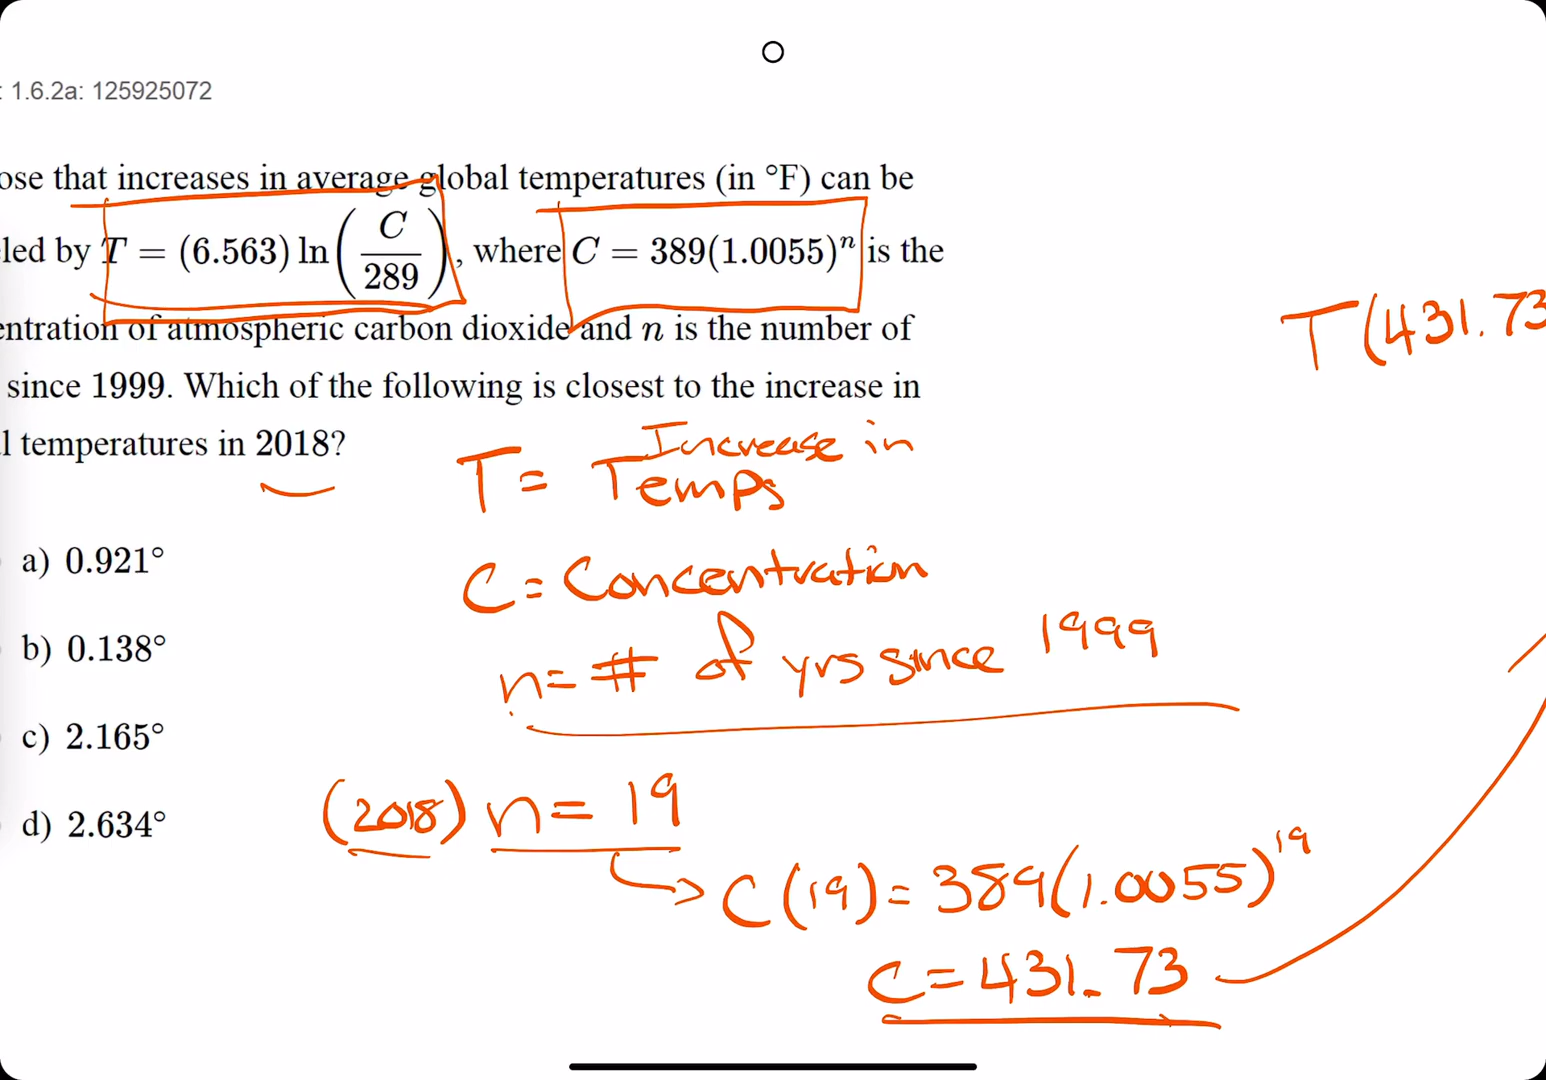 : 1.6.2a: 125925072
ose that increases in average global temperatures (in °F) can be
led by T = (6.563) ln(C/289), where C = 389(1.0055)ⁿ is the
entration of atmospheric carbon dioxide and n is the number of
since 1999. Which of the following is closest to the increase in
l temperatures in 2018?
a) 0.921°
b) 0.138°
c) 2.165°
d) 2.634°
T(431.73
T = Increase in Temps
C = Concentration
n = # of yrs since 1999
(2018) n = 19
C(19) = 389(1.0055)¹⁹
C = 431.73